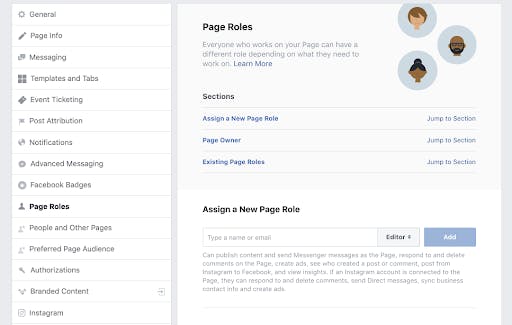 General
Page Info
Messaging
Templates and Tabs
Event Ticketing
Post Attribution
Notifications
Advanced Messaging
Facebook Badges
Page Roles
People and Other Pages
Preferred Page Audience
Authorizations
Branded Content
Instagram
Page Roles
Everyone who works on your Page can have a
different role depending on what they need to
work on. Learn More
Sections
Assign a New Page Role Jump to Section
Page Owner Jump to Section
Existing Page Roles Jump to Section
Assign a New Page Role
Type a name or email Editor Add
Can publish content and send Messenger messages as the Page, respond to and delete
comments on the Page, create ads, see who created a post or comment, post from
Instagram to Facebook, and view insights. If an Instagram account is connected to the
Page, they can respond to and delete comments, send Direct messages, sync business
contact info and create ads.